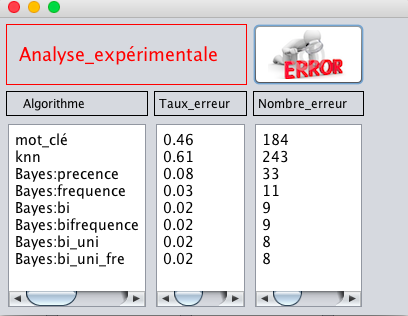 Analyse_expérimentale
ERROR
Algorithme Taux_erreur Nombre_erreur
mot_clé 0.46 184
knn 0.61 243
Bayes:precence 0.08 33
Bayes:frequence 0.03 11
Bayes:bi 0.02 9
Bayes:bifrequence 0.02 9
Bayes:bi_uni 0.02 8
Bayes:bi_uni_fre 0.02 8